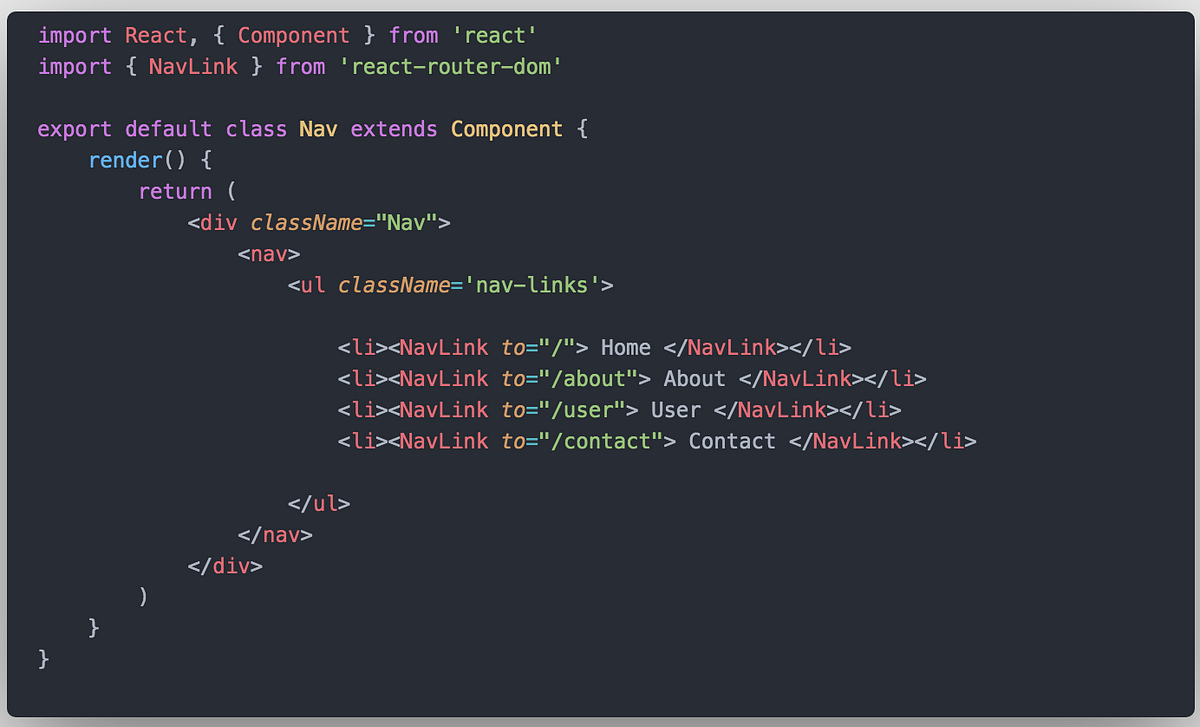 import React, { Component } from 'react'
import { NavLink } from 'react-router-dom'
export default class Nav extends Component {
    render() {
        return (
            <div className="Nav">
                <nav>
                    <ul className='nav-links'>
                        <li><NavLink to="/"> Home </NavLink></li>
                        <li><NavLink to="/about"> About </NavLink></li>
                        <li><NavLink to="/user"> User </NavLink></li>
                        <li><NavLink to="/contact"> Contact </NavLink></li>
                    </ul>
                </nav>
            </div>
        )
    }
}